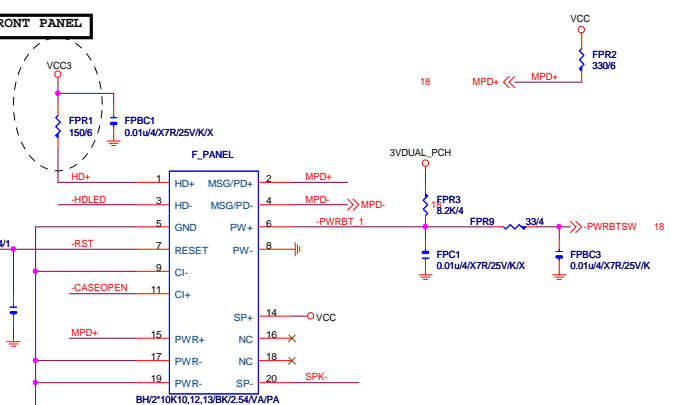 RONT PANEL
VCC
VCC3
FPR2
330/6
18 MPD+ MPD+
FPR1
150/6
FPBC1
0.01u/4/X7R/25V/K/X
F_PANEL
3VDUAL_PCH
HD+ 1 HD+ MSG/PD+ 2 MPD+
-HDLED 3 HD- MSG/PD- 4 MPD- MPD- 18
FPR3
8.2K/4
5 GND PW+ 6 -PWRBT_1
FPR9 33/4 -PWRBTSW 18
4/1 -RST 7 RESET PW- 8
FPC1
0.01u/4/X7R/25V/K/X
FPBC3
0.01u/4/X7R/25V/K
9 CI-
-CASEOPEN 11 CI+
SP+ 14 VCC
MPD+ 15 PWR+ NC 16
17 PWR- NC 18
19 PWR- SP- 20 SPK-
BH/2*10K10,12,13/BK/2.54/VA/PA